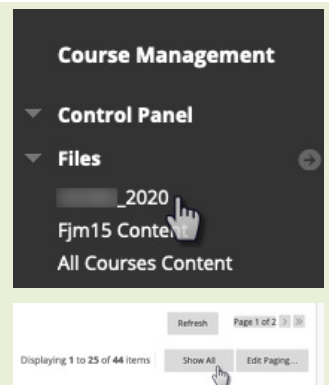 Course Management
Control Panel
Files
_2020
Fjm15 Content
All Courses Content
Refresh Page 1 of 2
Displaying 1 to 25 of 44 items Show All Edit Paging...